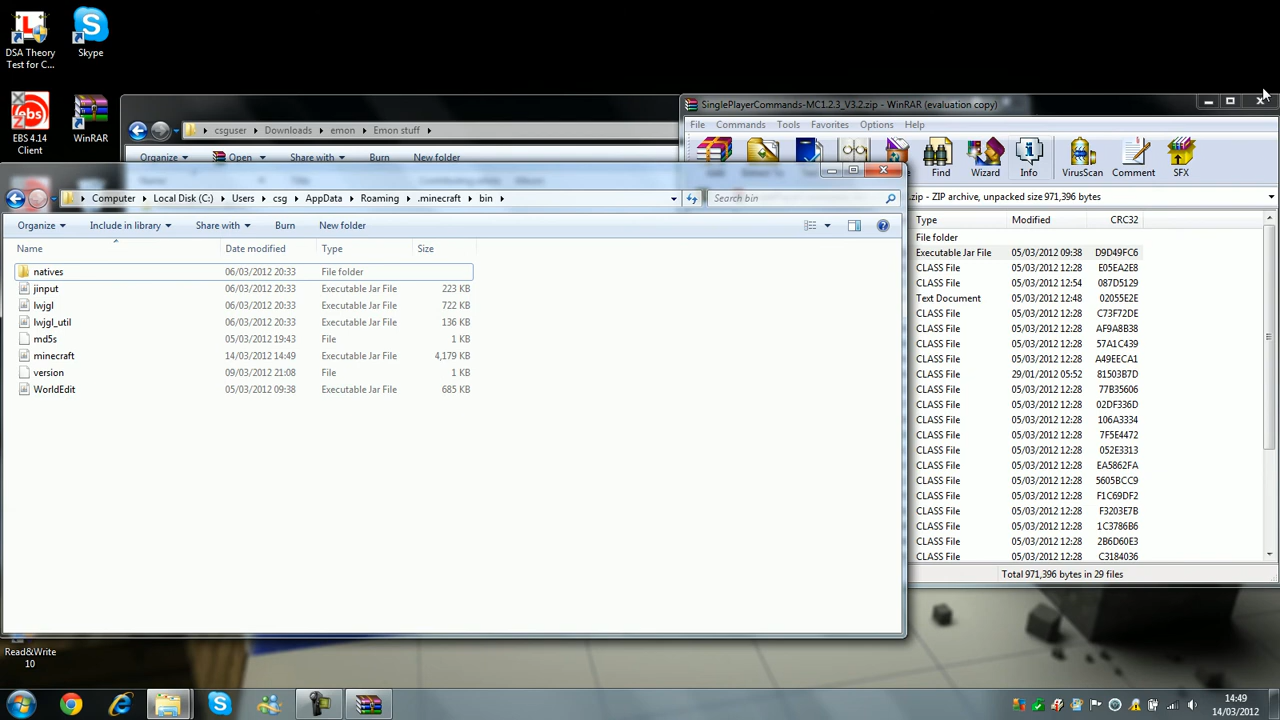 DSA Theory
Test for C...
Skype
EBS 4.14
Client
WinRAR
csguser
Downloads
emon
Emon stuff
Organize
Open
Share with
Burn
New folder
SinglePlayerCommands-MC1.2.3_V3.2.zip - WinRAR (evaluation copy)
File
Commands
Tools
Favorites
Options
Help
Find
Wizard
Info
VirusScan
Comment
SFX
.zip - ZIP archive, unpacked size 971,396 bytes
Type Modified CRC32
File folder
Executable Jar File 05/03/2012 09:38 D9D49FC6
CLASS File 05/03/2012 12:28 E05EA2E8
CLASS File 05/03/2012 12:54 087D5129
Text Document 05/03/2012 12:48 02055E2E
CLASS File 05/03/2012 12:28 C73F72DE
CLASS File 05/03/2012 12:28 AF9A8B38
CLASS File 05/03/2012 12:28 57A1C439
CLASS File 05/03/2012 12:28 A49EECA1
CLASS File 29/01/2012 05:52 81503B7D
CLASS File 05/03/2012 12:28 77B35606
CLASS File 05/03/2012 12:28 02DF336D
CLASS File 05/03/2012 12:28 106A3334
CLASS File 05/03/2012 12:28 7F5E4472
CLASS File 05/03/2012 12:28 052E3313
CLASS File 05/03/2012 12:28 EA5862FA
CLASS File 05/03/2012 12:28 5605BCC9
CLASS File 05/03/2012 12:28 F1C69DF2
CLASS File 05/03/2012 12:28 F3203E7B
CLASS File 05/03/2012 12:28 1C3786B6
CLASS File 05/03/2012 12:28 2B6D60E3
CLASS File 05/03/2012 12:28 C3184036
Total 971,396 bytes in 29 files
Computer
Local Disk (C:)
Users
csg
AppData
Roaming
.minecraft
bin
Search bin
Organize
Include in library
Share with
Burn
New folder
Name Date modified Type Size
natives 06/03/2012 20:33 File folder
jinput 06/03/2012 20:33 Executable Jar File 223 KB
lwjgl 06/03/2012 20:33 Executable Jar File 722 KB
lwjgl_util 06/03/2012 20:33 Executable Jar File 136 KB
md5s 05/03/2012 19:43 File 1 KB
minecraft 14/03/2012 14:49 Executable Jar File 4,179 KB
version 09/03/2012 21:08 File 1 KB
WorldEdit 05/03/2012 09:38 Executable Jar File 685 KB
Read&Write
10
14:49
14/03/2012